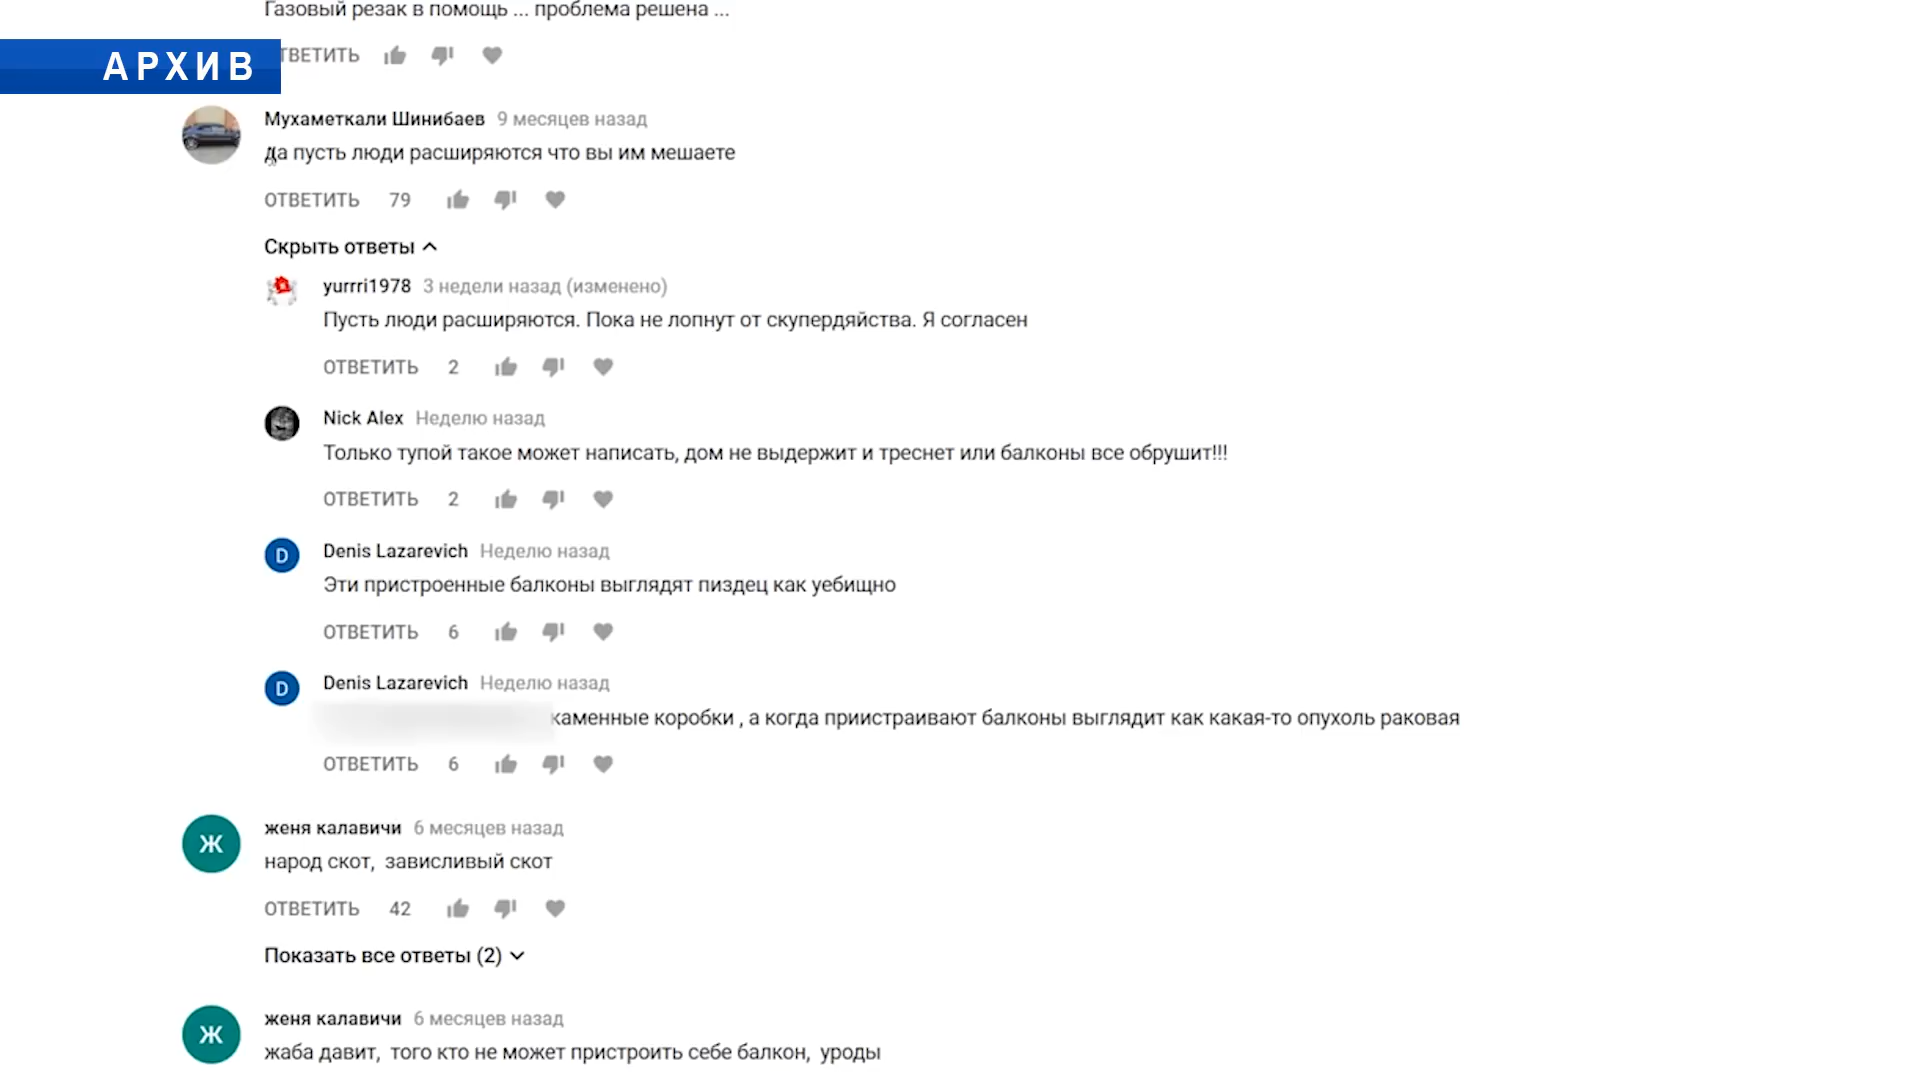 Газовый резак в помощь ... проблема решена ...
АРХИВ
ТВЕТИТЬ
Мухаметкали Шинибаев 9 месяцев назад
да пусть люди расширяются что вы им мешаете
ОТВЕТИТЬ 79
Скрыть ответы
yurrri1978 3 недели назад (изменено)
Пусть люди расширяются. Пока не лопнут от скупердяйства. Я согласен
ОТВЕТИТЬ 2
Nick Alex Неделю назад
Только тупой такое может написать, дом не выдержит и треснет или балконы все обрушит!!!
ОТВЕТИТЬ 2
D
Denis Lazarevich Неделю назад
Эти пристроенные балконы выглядят пиздец как уебищно
ОТВЕТИТЬ 6
D
Denis Lazarevich Неделю назад
каменные коробки , а когда приистраивают балконы выглядит как какая-то опухоль раковая
ОТВЕТИТЬ 6
Ж
женя калавичи 6 месяцев назад
народ скот, зависливый скот
ОТВЕТИТЬ 42
Показать все ответы (2)
Ж
женя калавичи 6 месяцев назад
жаба давит, того кто не может пристроить себе балкон, уроды